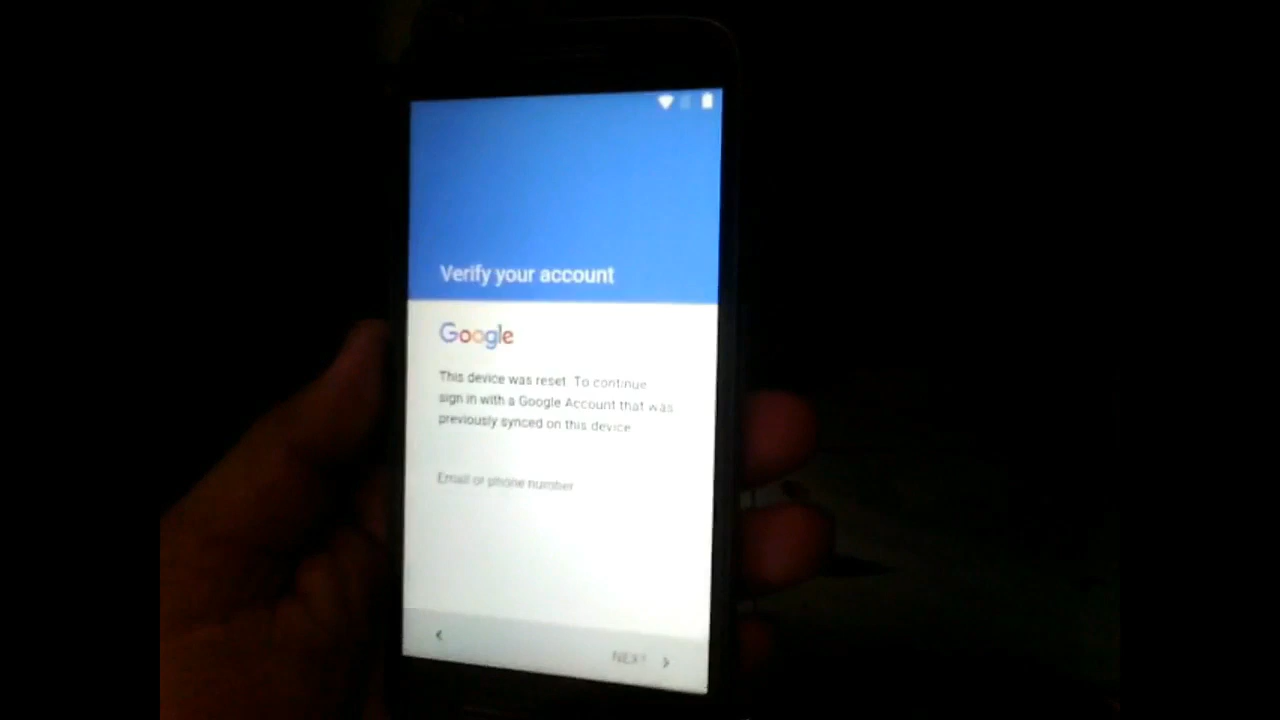 Verify your account
Google
This device was reset. To continue
sign in with a Google Account that was
previously synced on this device.
Email or phone number
NEXT